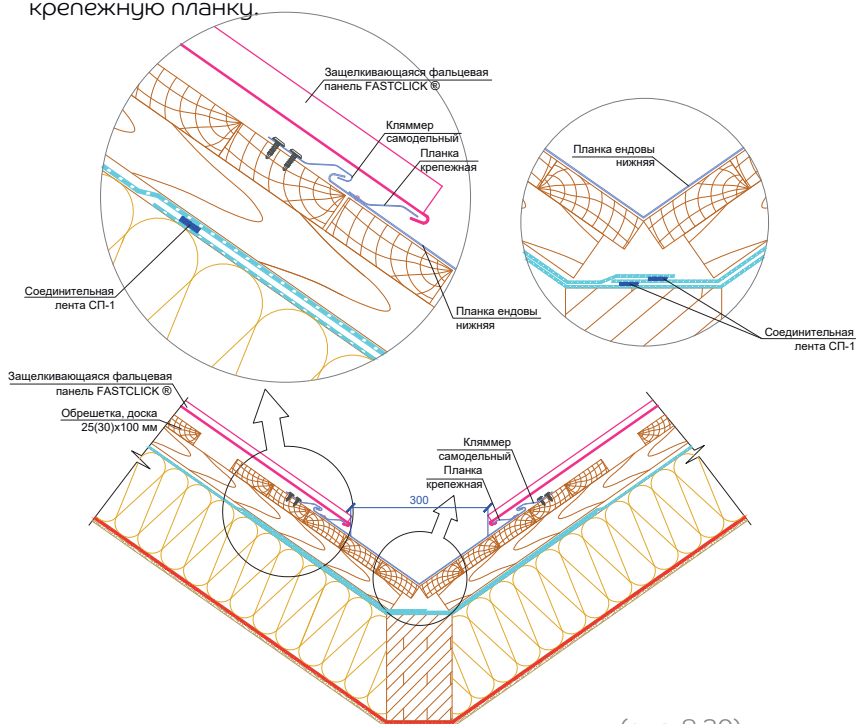 крепежную планку.
Защелкивающаяся фальцевая
панель FASTCLICK ®
Кляммер
самодельный
Планка
крепежная
Планка ендовы
нижняя
Соединительная
лента СП-1
Планка ендовы
нижняя
Соединительная
лента СП-1
Защелкивающаяся фальцевая
панель FASTCLICK ®
Обрешетка, доска
25(30)x100 мм
Кляммер
самодельный
Планка
крепежная
300